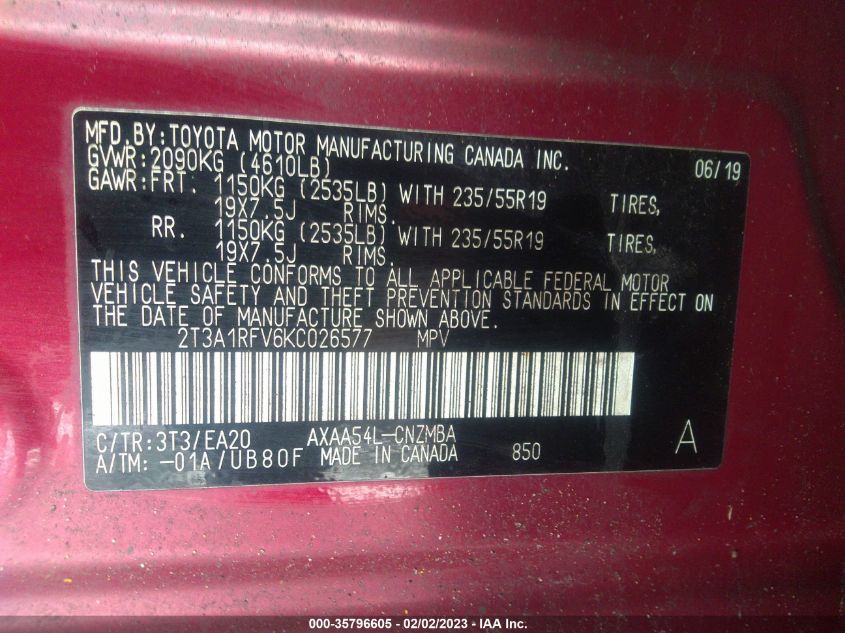 MFD.BY:TOYOTA MOTOR MANUFACTURING CANADA INC. 06/19
GVWR:2090KG (4610LB)
GAWR:FRT. 1150KG (2535LB) WITH 235/55R19 TIRES,
19X7.5J RIMS.
RR. 1150KG (2535LB) WITH 235/55R19 TIRES,
19X7.5J RIMS.
THIS VEHICLE CONFORMS TO ALL APPLICABLE FEDERAL MOTOR
VEHICLE SAFETY AND THEFT PREVENTION STANDARDS IN EFFECT ON
THE DATE OF MANUFACTURE SHOWN ABOVE.
2T3A1RFV6KC026577 MPV
C/TR:3T3/EA20 AXAA54L-CNZMBA
A/TM: -01A/UB80F MADE IN CANADA 850 A
000-35796605 - 02/02/2023 - IAA Inc.